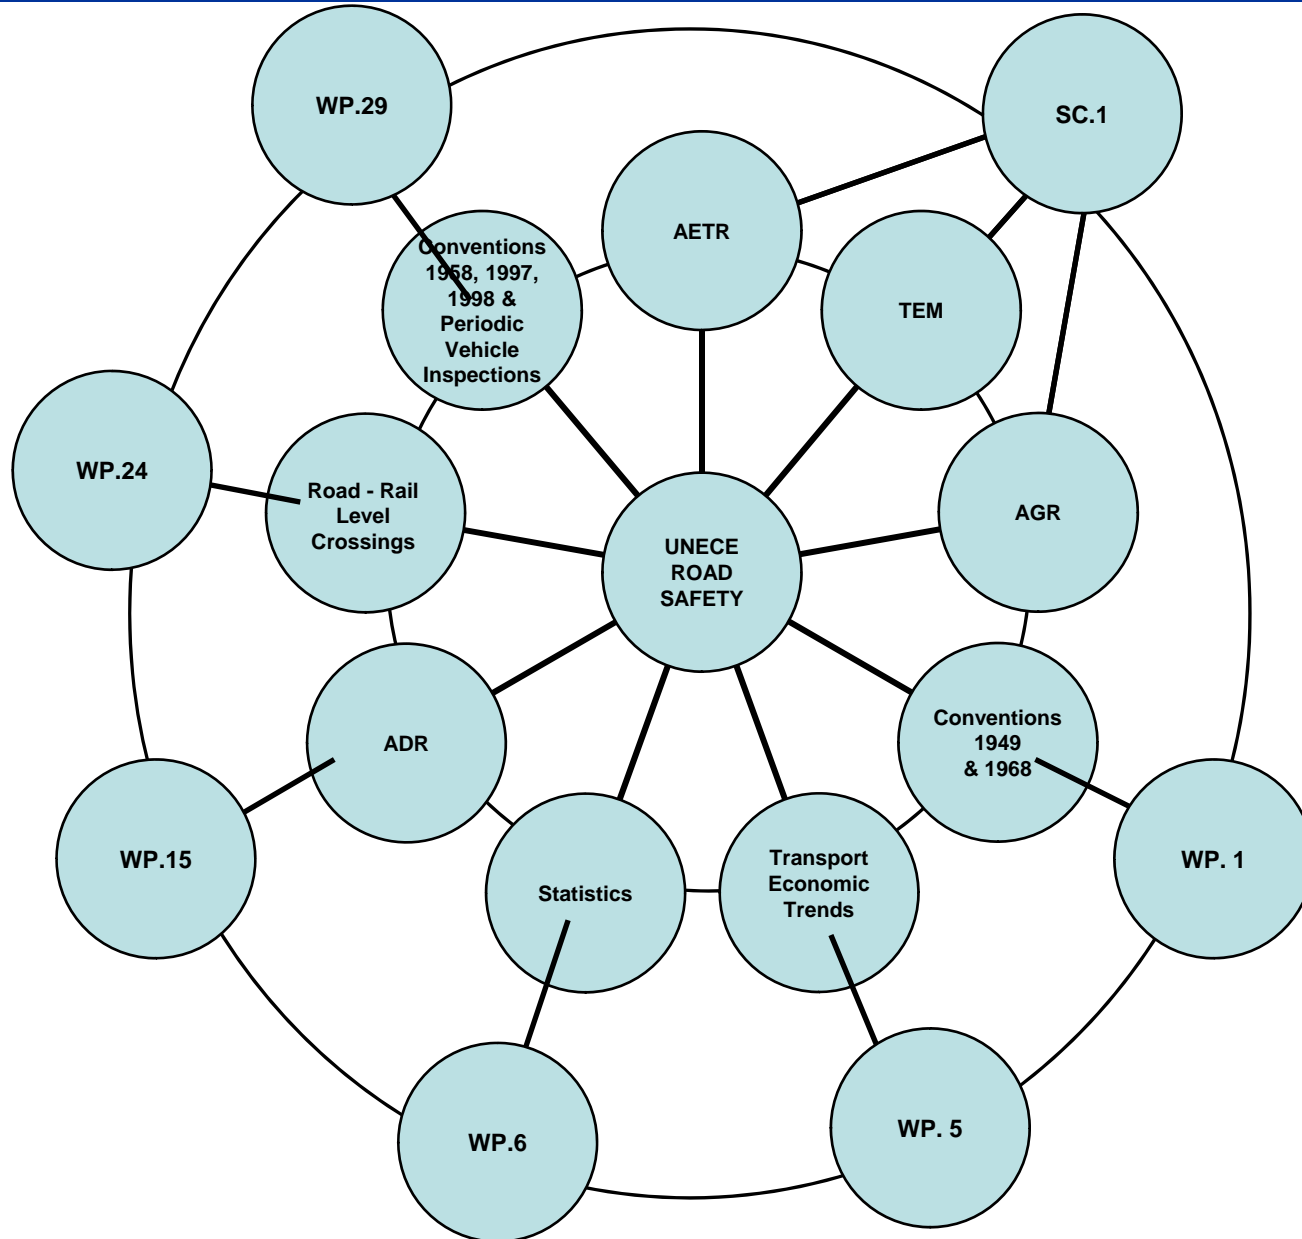 WP.29
SC.1
AETR
Conventions
1958, 1997,
1998 &
Periodic
Vehicle
Inspections
TEM
WP.24
Road - Rail
Level
Crossings
AGR
UNECE
ROAD
SAFETY
ADR
Conventions
1949
& 1968
WP.15
Statistics
Transport
Economic
Trends
WP. 1
WP.6
WP. 5